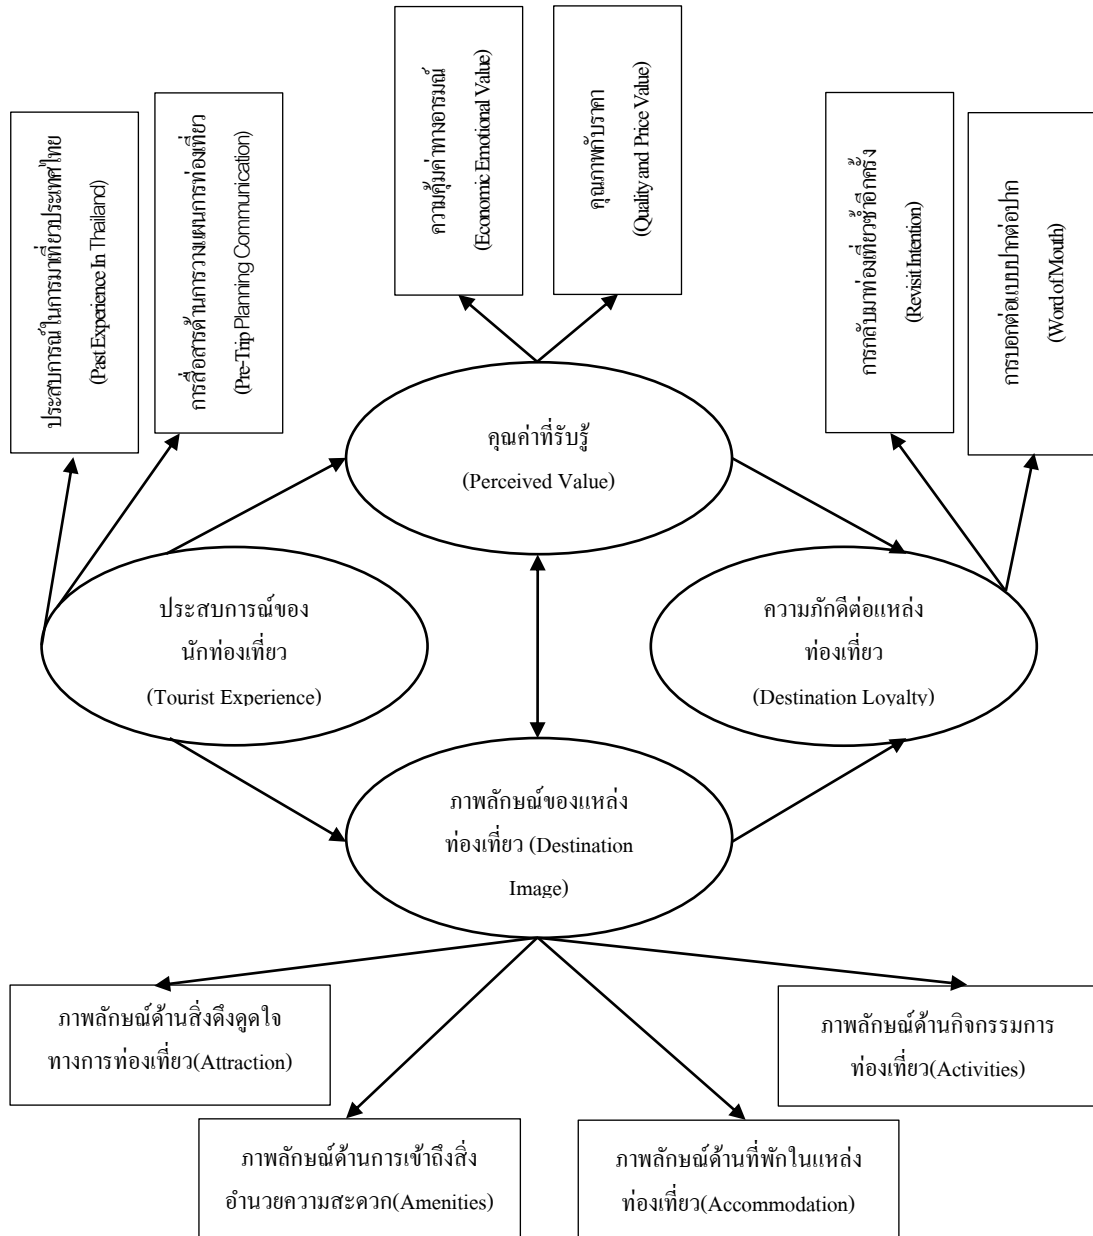 ประสบการณ์ในการมาเที่ยวประเทศไทย
(Past Experience In Thailand)
การสื่อสารด้านการวางแผนการท่องเที่ยว
(Pre-Trip Planning Communication)
ความคุ้มค่าทางอารมณ์
(Economic Emotional Value)
คุณภาพกับราคา
(Quality and Price Value)
การกลับมาท่องเที่ยวซ้ำอีกครั้ง
(Revisit Intention)
การบอกต่อแบบปากต่อปาก
(Word of Mouth)
คุณค่าที่รับรู้
(Perceived Value)
ประสบการณ์ของ
นักท่องเที่ยว
(Tourist Experience)
ความภักดีต่อแหล่ง
ท่องเที่ยว
(Destination Loyalty)
ภาพลักษณ์ของแหล่ง
ท่องเที่ยว (Destination
Image)
ภาพลักษณ์ด้านสิ่งดึงดูดใจ
ทางการท่องเที่ยว(Attraction)
ภาพลักษณ์ด้านกิจกรรมการ
ท่องเที่ยว(Activities)
ภาพลักษณ์ด้านการเข้าถึงสิ่ง
อำนวยความสะดวก(Amenities)
ภาพลักษณ์ด้านที่พักในแหล่ง
ท่องเที่ยว(Accommodation)